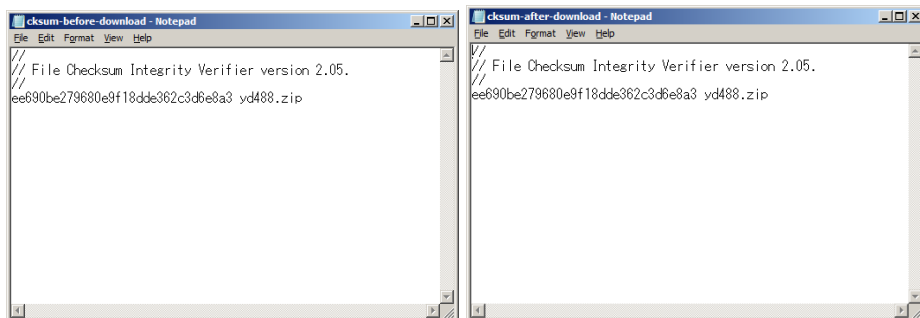 cksum-before-download - Notepad
File Edit Format View Help
//
// File Checksum Integrity Verifier version 2.05.
//
ee690be279680e9f18dde362c3d6e8a3 yd488.zip
cksum-after-download - Notepad
File Edit Format View Help
//
// File Checksum Integrity Verifier version 2.05.
//
ee690be279680e9f18dde362c3d6e8a3 yd488.zip